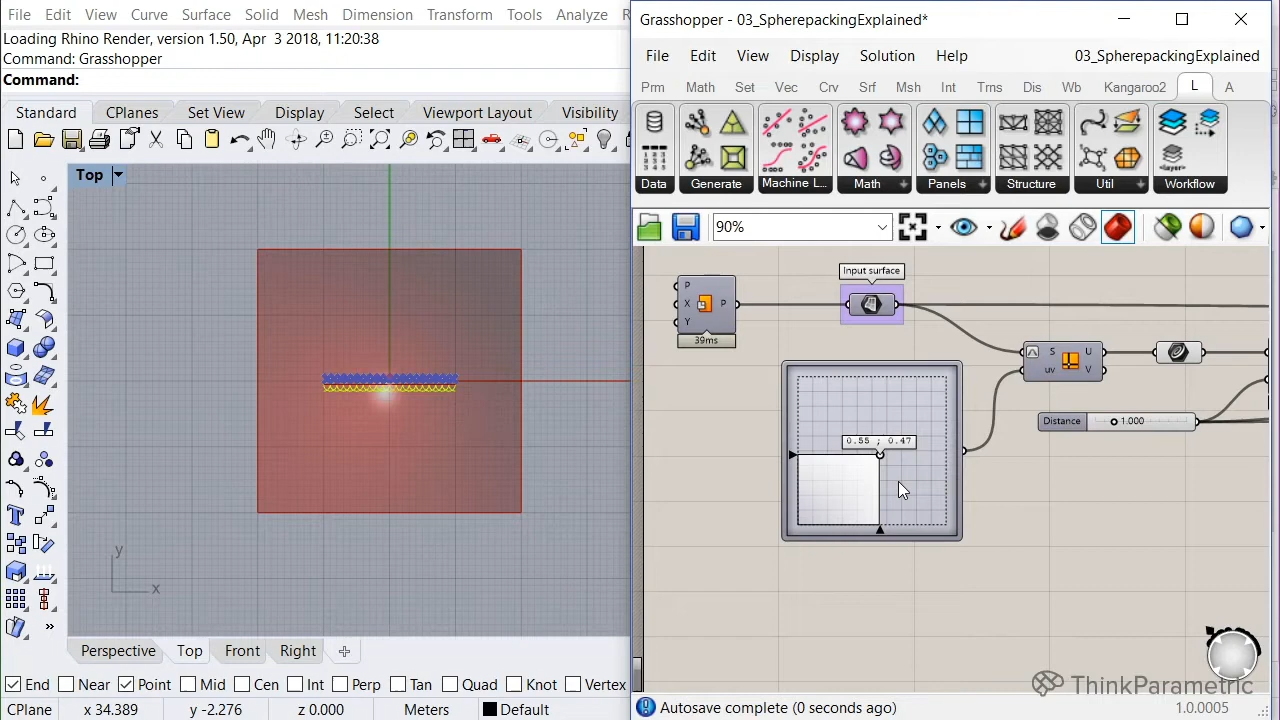 File Edit View Curve Surface Solid Mesh Dimension Transform Tools Analyze
Loading Rhino Render, version 1.50, Apr 3 2018, 11:20:38
Command: Grasshopper
Command:
Standard CPlanes Set View Display Select Viewport Layout Visibility
Top
y
x
Perspective Top Front Right
End Near Point Mid Cen Int Perp Tan Quad Knot Vertex
CPlane x 34.389 y -2.276 z 0.000 Meters Default
Grasshopper - 03_SpherepackingExplained*
File Edit View Display Solution Help 03_SpherepackingExplained
Prm Math Set Vec Crv Srf Msh Int Trns Dis Wb Kangaroo2 L A
Data Generate Machine L... Math Panels Structure Util Workflow
90%
Input surface
P
X P
Y
39ms
S U
uv V
Distance 1.000
0.55 ; 0.47
ThinkParametric
Autosave complete (0 seconds ago) 1.0.0005